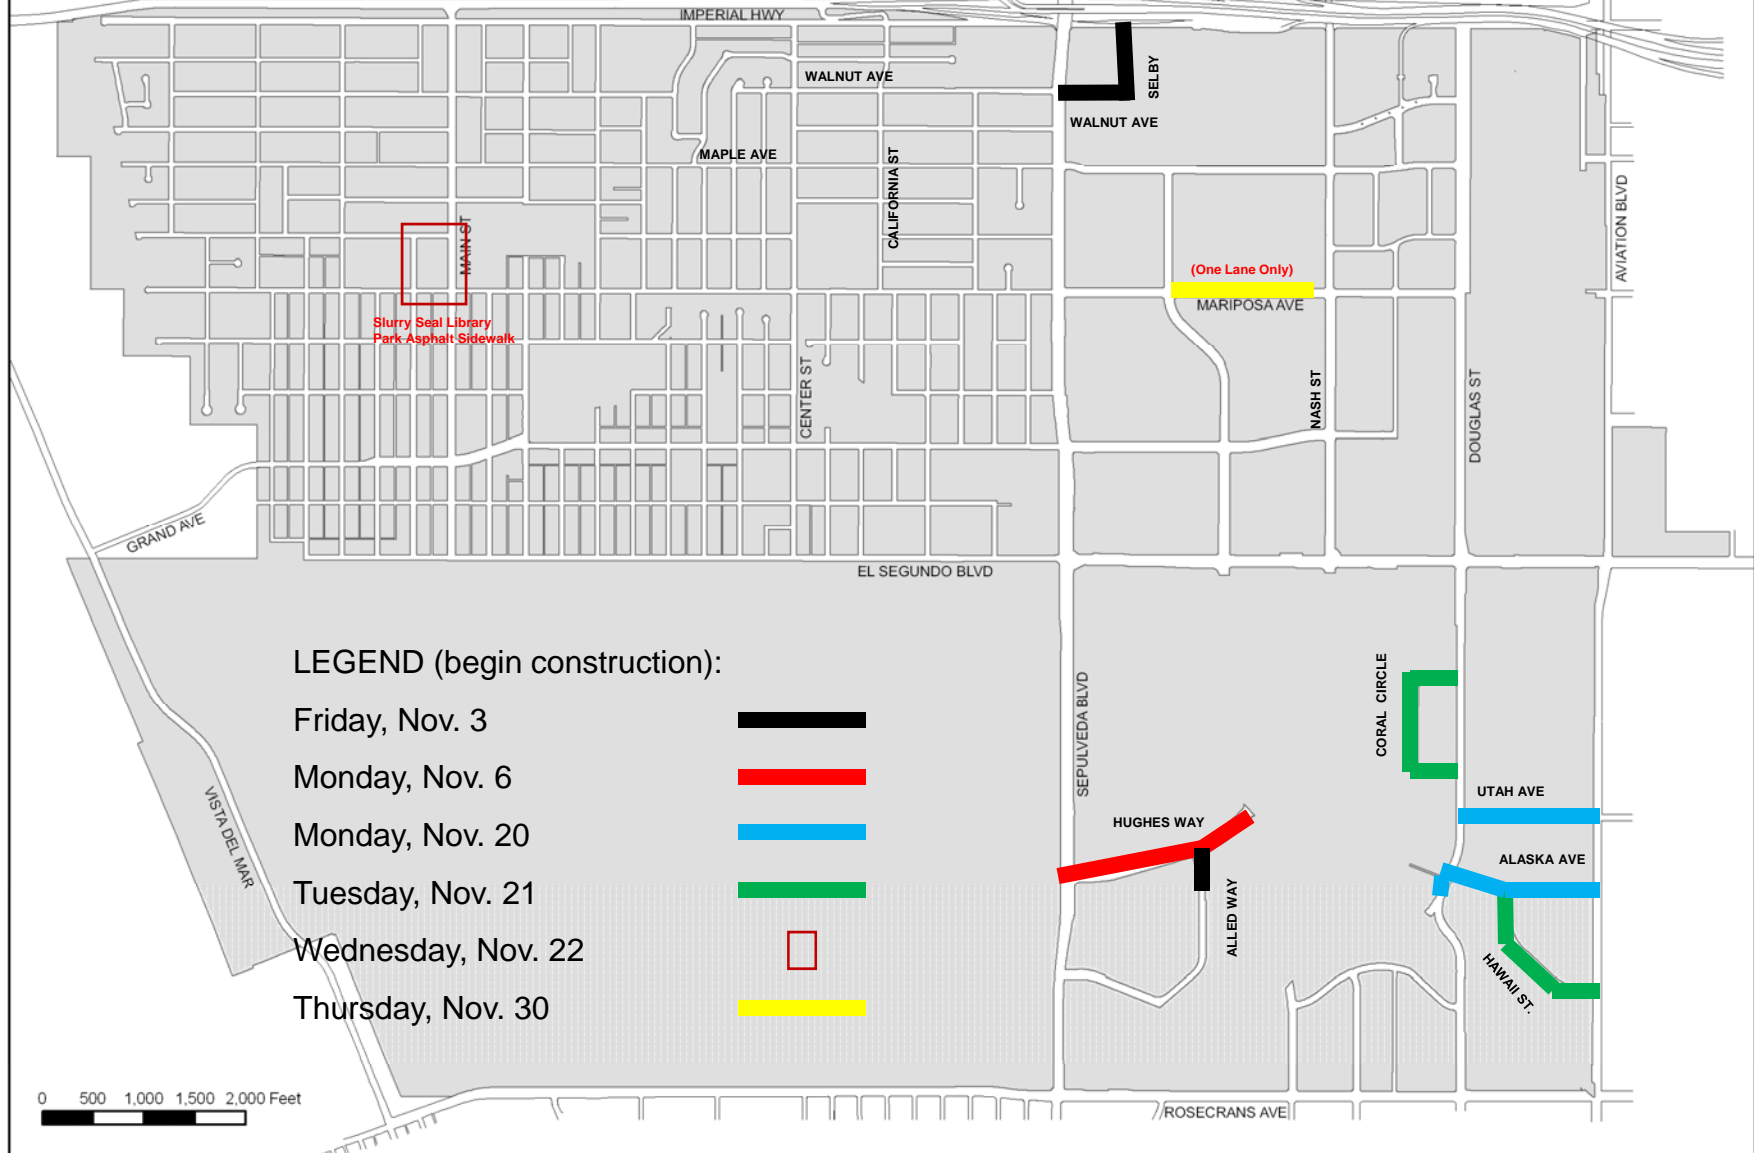 IMPERIAL HWY
WALNUT AVE
SELBY
WALNUT AVE
MAPLE AVE
CALIFORNIA ST
MAIN ST
AVIATION BLVD
(One Lane Only)
MARIPOSA AVE
Slurry Seal Library
Park Asphalt Sidewalk
CENTER ST
NASH ST
DOUGLAS ST
GRAND AVE
EL SEGUNDO BLVD
LEGEND (begin construction):
Friday, Nov. 3
Monday, Nov. 6
Monday, Nov. 20
Tuesday, Nov. 21
Wednesday, Nov. 22
Thursday, Nov. 30
SEPULVEDA BLVD
CORAL CIRCLE
UTAH AVE
HUGHES WAY
ALASKA AVE
VISTA DEL MAR
ALLED WAY
HAWAII ST.
0 500 1,000 1,500 2,000 Feet
ROSECRANS AVE